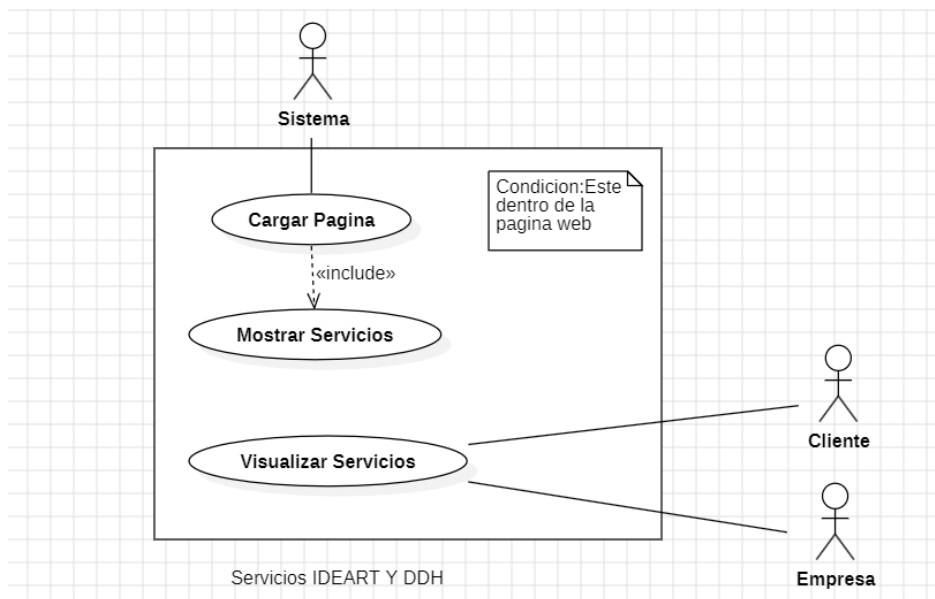 Sistema
Condicion:Este
dentro de la
pagina web
Cargar Pagina
«include»
Mostrar Servicios
Cliente
Visualizar Servicios
Empresa
Servicios IDEART Y DDH